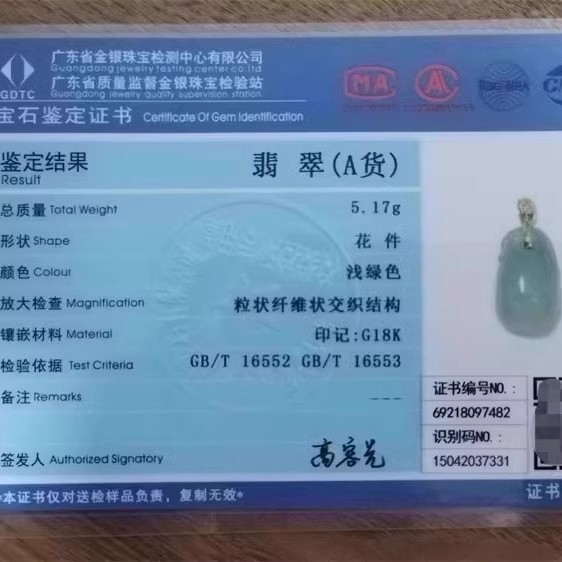 广东省金银珠宝检测中心有限公司
Guangdong jewelry testing center co.ltd
广东省质量监督金银珠宝检验站
Guangdong jewelry quality supervision station
GDTC
MA
宝石鉴定证书 Certificate Of Gem Identification
鉴定结果 翡翠(A货)
Result
总质量 Total Weight 5.17g
形状 Shape 花件
颜色 Colour 浅绿色
放大检查 Magnification 粒状纤维状交织结构
镶嵌材料 Material 印记:G18K
检验依据 Test Criteria GB/T 16552 GB/T 16553
备注 Remarks ---
签发人 Authorized Signatory
证书编号NO.:
69218097482
识别码NO.:
15042037331
*本证书仅对送检样品负责，复制无效*
证书